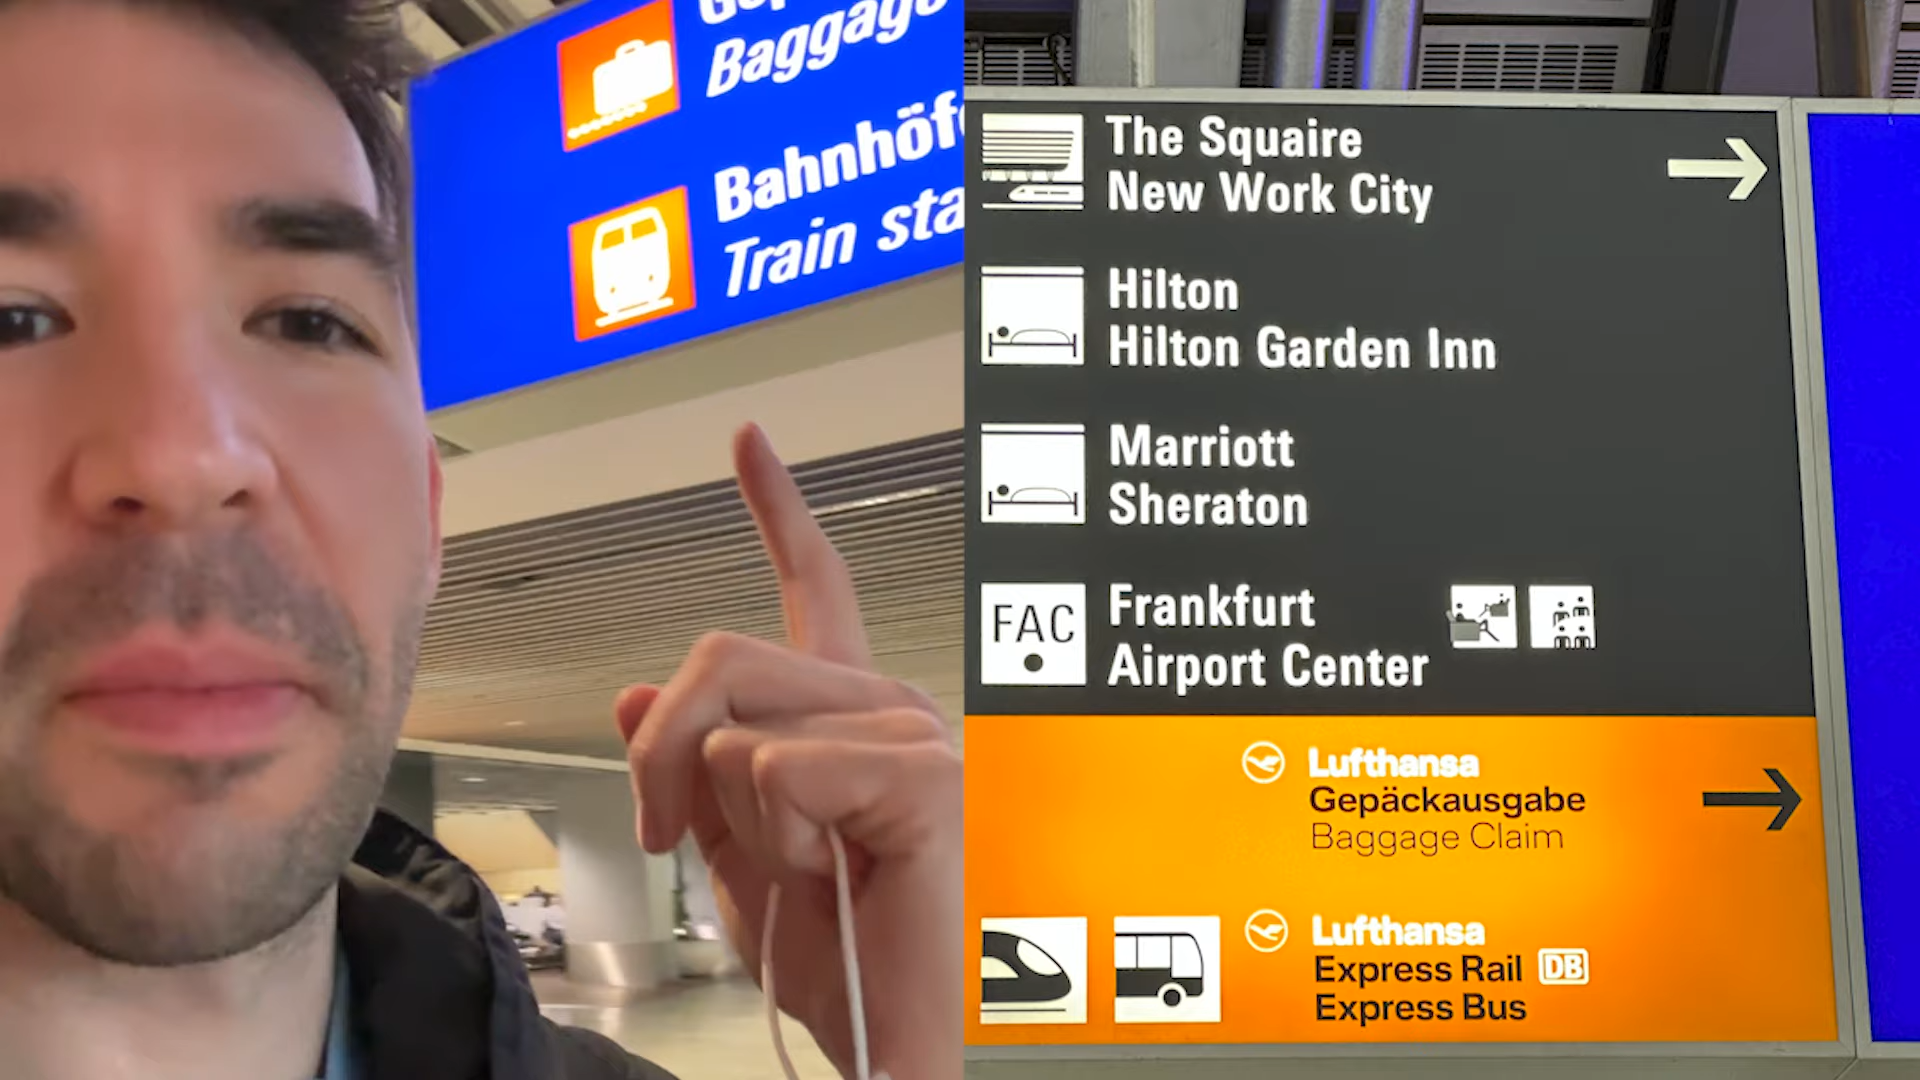 Baggage
Bahnhöf
Train sta
The Squaire
New Work City
Hilton
Hilton Garden Inn
Marriott
Sheraton
FAC
Frankfurt
Airport Center
Lufthansa
Gepäckausgabe
Baggage Claim
Lufthansa
Express Rail DB
Express Bus